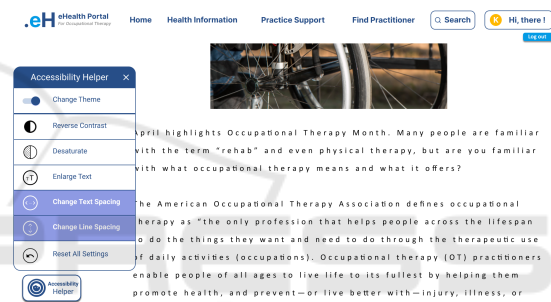 .eH eHealth Portal
For Occupational Therapy
Home Health Information Practice Support Find Practitioner Search K Hi, there !
Log out
Accessibility Helper ×
Change Theme
Reverse Contrast
Desaturate
Enlarge Text
Change Text Spacing
Change Line Spacing
Reset All Settings
Accessibility
Helper
April highlights Occupational Therapy Month. Many people are familiar
with the term “rehab” and even physical therapy, but are you familiar
with what occupational therapy means and what it offers?
The American Occupational Therapy Association defines occupational
therapy as “the only profession that helps people across the lifespan
to do the things they want and need to do through the therapeutic use
of daily activities (occupations). Occupational therapy (OT) practitioners
enable people of all ages to live life to its fullest by helping them
promote health, and prevent—or live better with—injury, illness, or